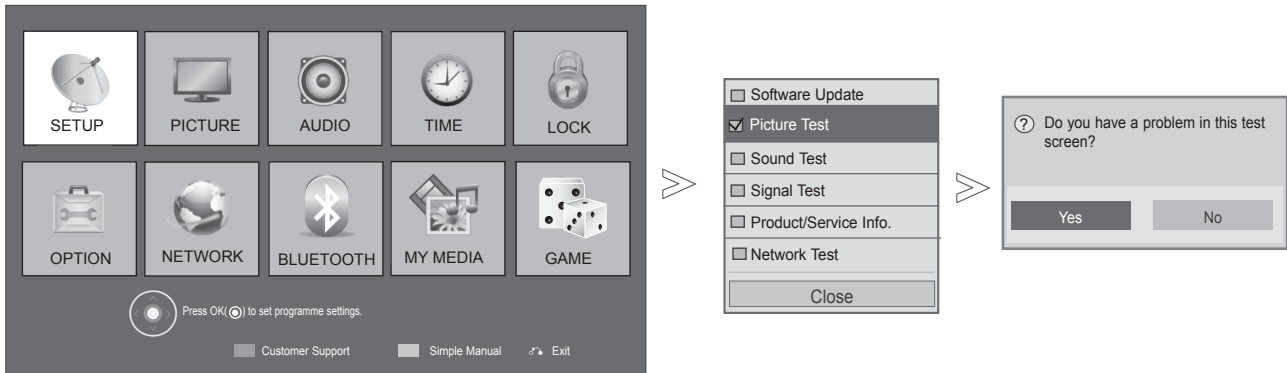 SETUP
PICTURE
AUDIO
TIME
LOCK
OPTION
NETWORK
BLUETOOTH
MY MEDIA
GAME
Press OK(◉) to set programme settings.
Customer Support
Simple Manual
Exit
Software Update
Picture Test
Sound Test
Signal Test
Product/Service Info.
Network Test
Close
? Do you have a problem in this test
screen?
Yes
No